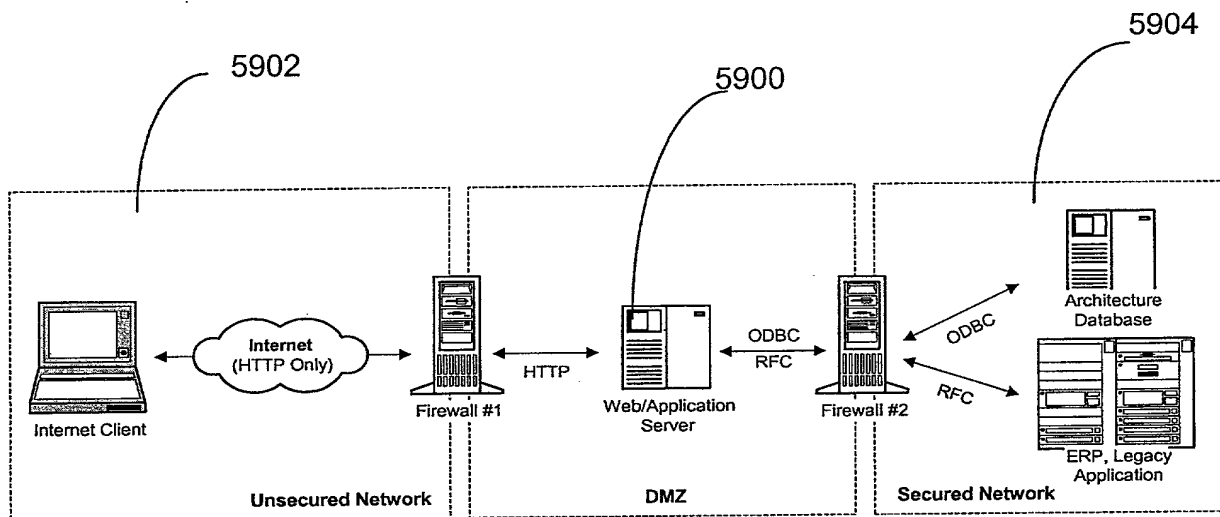 5902
5900
5904
Internet
(HTTP Only)
Internet Client
Firewall #1
HTTP
Web/Application
Server
ODBC
RFC
Firewall #2
ODBC
RFC
Architecture
Database
ERP, Legacy
Application
Unsecured Network
DMZ
Secured Network